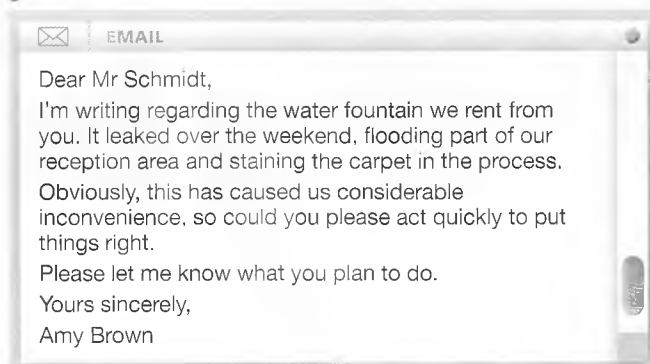 EMAIL
Dear Mr Schmidt,
I'm writing regarding the water fountain we rent from
you. It leaked over the weekend, flooding part of our
reception area and staining the carpet in the process.
Obviously, this has caused us considerable
inconvenience, so could you please act quickly to put
things right.
Please let me know what you plan to do.
Yours sincerely,
Amy Brown